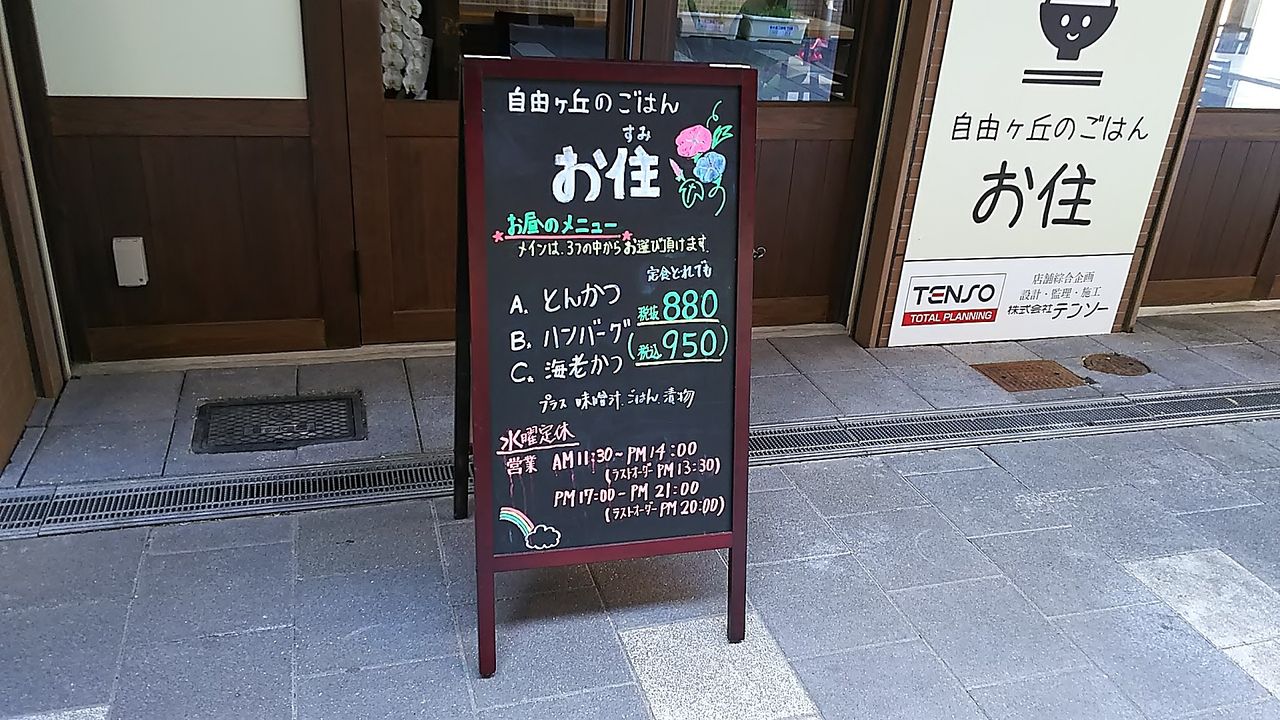 自由ヶ丘のごはん
すみ
お住
お昼のメニュー
メインは、3つの中からお選び頂けます。
定食どれでも
A. とんかつ
税抜 880
B. ハンバーグ
(税込 950)
C. 海老かつ
プラス 味噌汁、ごはん、漬物
水曜定休
営業 AM11:30~PM14:00
(ラストオーダー PM13:30)
PM17:00-PM21:00
(ラストオーダー PM20:00)
自由ヶ丘のごはん
お住
TENSO
TOTAL PLANNING
店舗綜合企画
設計・監理・施工
株式会社テンソー